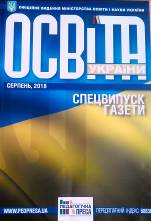 ОФІЦІЙНЕ ВИДАННЯ МІНІСТЕРСТВА ОСВІТИ І НАУКИ УКРАЇНИ
ОСВІТА
УКРАЇНИ
СЕРПЕНЬ, 2018
СПЕЦВИПУСК
ГАЗЕТИ
ПЕДАГОГІЧНА
ПРЕСА
WWW.PEDPRESA.UA
ПЕРЕДПЛАТНИЙ ІНДЕКС